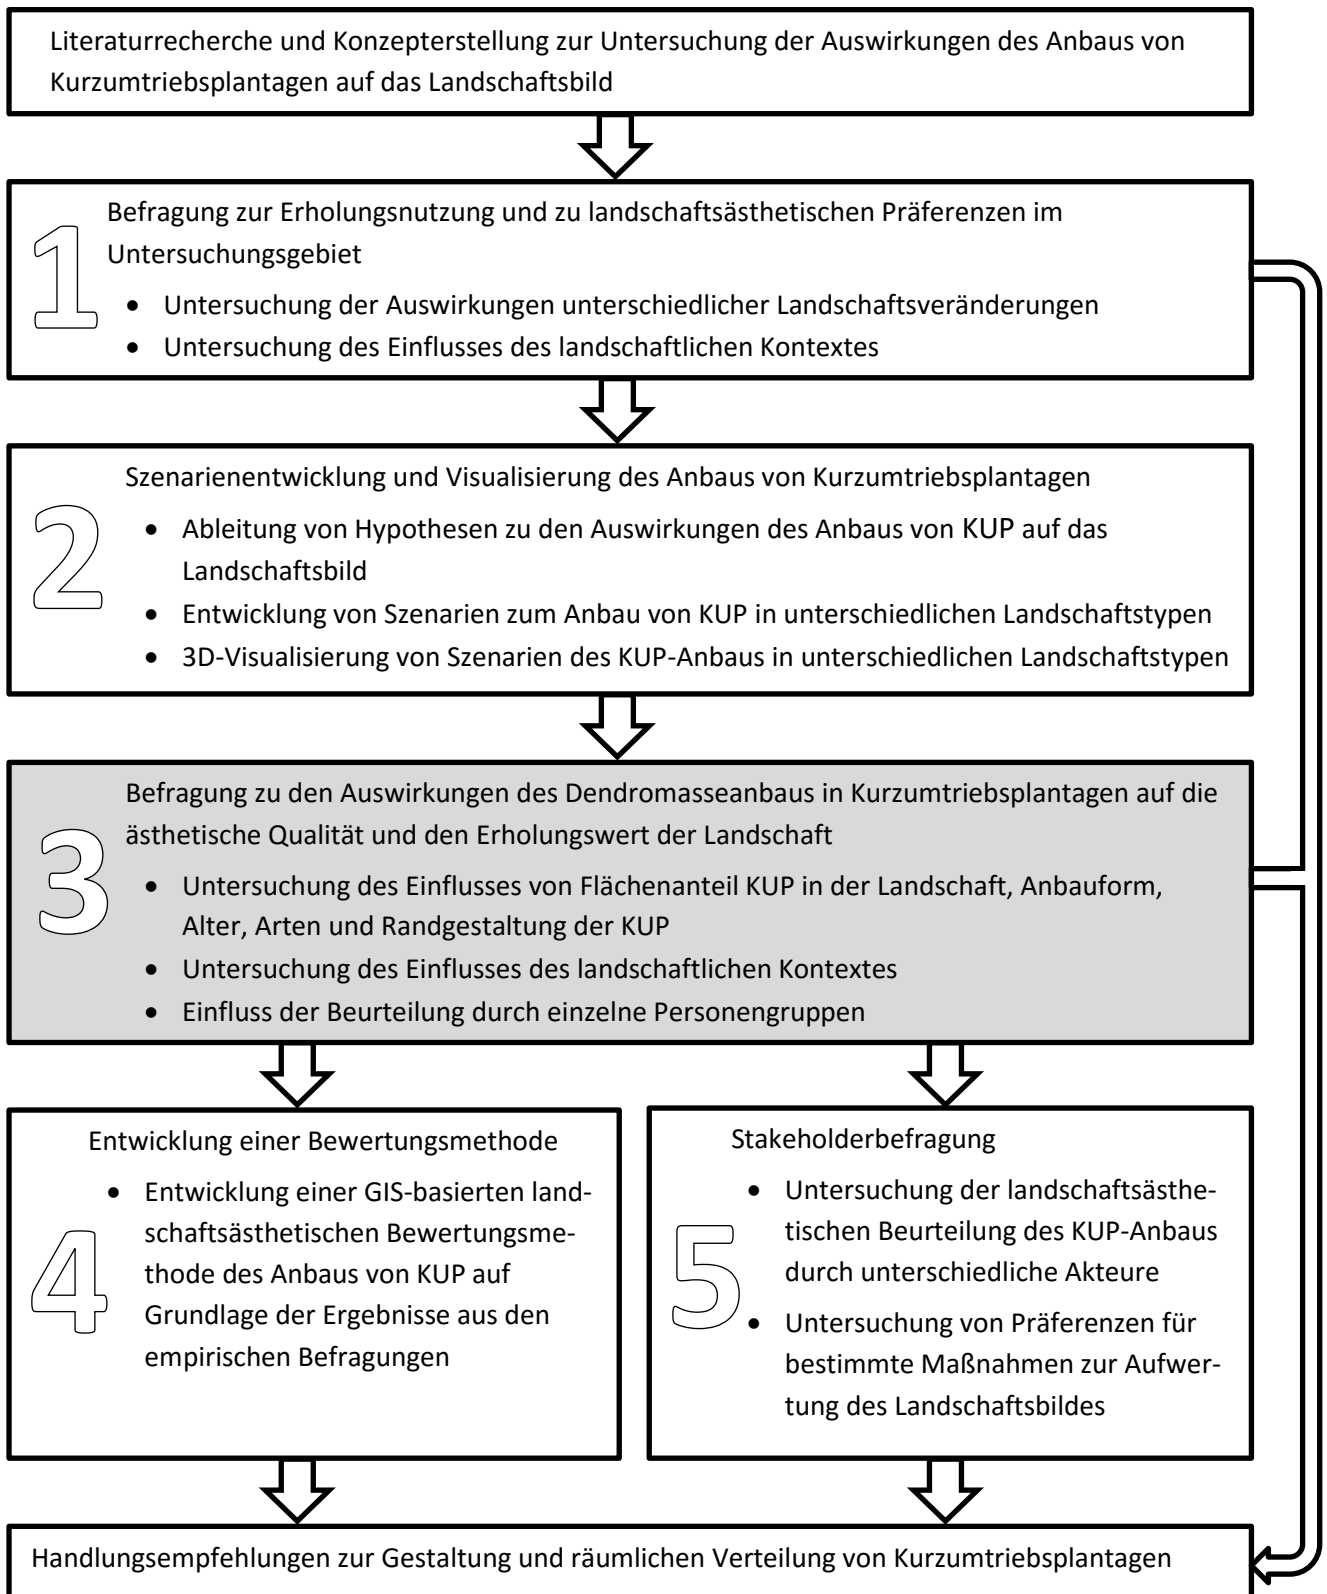 Literaturrecherche und Konzepterstellung zur Untersuchung der Auswirkungen des Anbaus von
Kurzumtriebsplantagen auf das Landschaftsbild
1
Befragung zur Erholungsnutzung und zu landschaftsästhetischen Präferenzen im
Untersuchungsgebiet
• Untersuchung der Auswirkungen unterschiedlicher Landschaftsveränderungen
• Untersuchung des Einflusses des landschaftlichen Kontextes
2
Szenarienentwicklung und Visualisierung des Anbaus von Kurzumtriebsplantagen
• Ableitung von Hypothesen zu den Auswirkungen des Anbaus von KUP auf das
Landschaftsbild
• Entwicklung von Szenarien zum Anbau von KUP in unterschiedlichen Landschaftstypen
• 3D-Visualisierung von Szenarien des KUP-Anbaus in unterschiedlichen Landschaftstypen
3
Befragung zu den Auswirkungen des Dendromasseanbaus in Kurzumtriebsplantagen auf die
ästhetische Qualität und den Erholungswert der Landschaft
• Untersuchung des Einflusses von Flächenanteil KUP in der Landschaft, Anbauform,
Alter, Arten und Randgestaltung der KUP
• Untersuchung des Einflusses des landschaftlichen Kontextes
• Einfluss der Beurteilung durch einzelne Personengruppen
4
Entwicklung einer Bewertungsmethode
• Entwicklung einer GIS-basierten land-
schaftsästhetischen Bewertungsme-
thode des Anbaus von KUP auf
Grundlage der Ergebnisse aus den
empirischen Befragungen
5
Stakeholderbefragung
• Untersuchung der landschaftsästhe-
tischen Beurteilung des KUP-Anbaus
durch unterschiedliche Akteure
• Untersuchung von Präferenzen für
bestimmte Maßnahmen zur Aufwer-
tung des Landschaftsbildes
Handlungsempfehlungen zur Gestaltung und räumlichen Verteilung von Kurzumtriebsplantagen